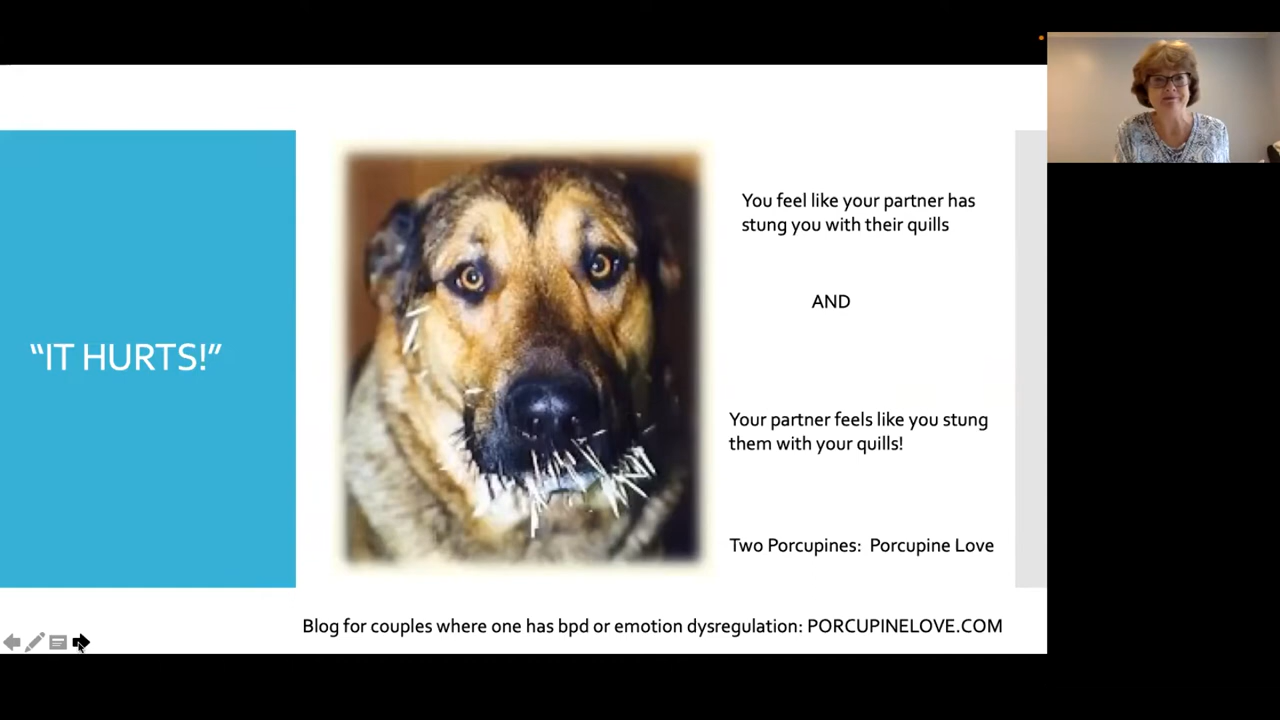 “IT HURTS!”
You feel like your partner has
stung you with their quills
AND
Your partner feels like you stung
them with your quills!
Two Porcupines:  Porcupine Love
Blog for couples where one has bpd or emotion dysregulation: PORCUPINELOVE.COM